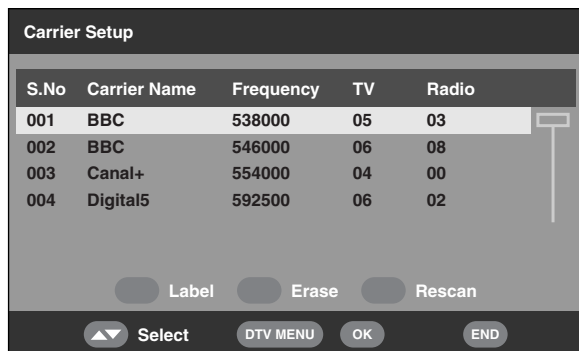 Carrier Setup
S.No Carrier Name Frequency TV Radio
001 BBC 538000 05 03
002 BBC 546000 06 08
003 Canal+ 554000 04 00
004 Digital5 592500 06 02
Label Erase Rescan
Select DTV MENU OK END